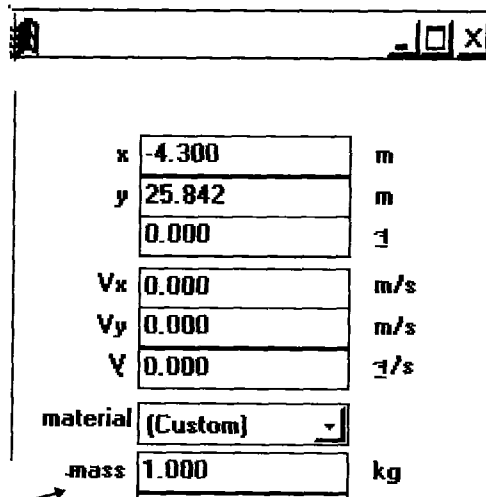 x -4.300 m
y 25.842 m
0.000
Vx 0.000 m/s
Vy 0.000 m/s
V 0.000 /s
material (Custom)
mass 1.000 kg